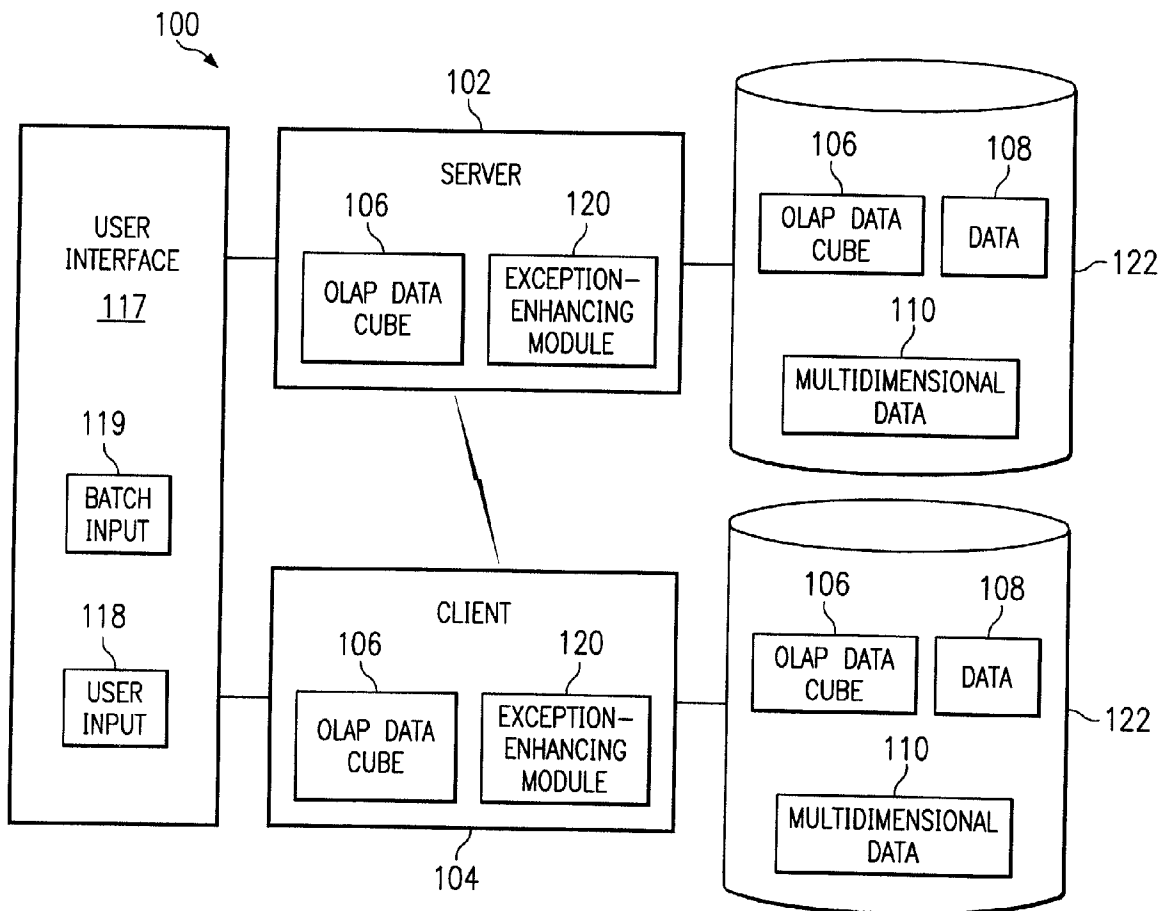 100
102
SERVER
106
120
OLAP DATA
CUBE
EXCEPTION-
ENHANCING
MODULE
USER
INTERFACE
117
119
BATCH
INPUT
118
USER
INPUT
106
108
OLAP DATA
CUBE
DATA
122
110
MULTIDIMENSIONAL
DATA
CLIENT
106
120
OLAP DATA
CUBE
EXCEPTION-
ENHANCING
MODULE
104
106
108
OLAP DATA
CUBE
DATA
122
110
MULTIDIMENSIONAL
DATA